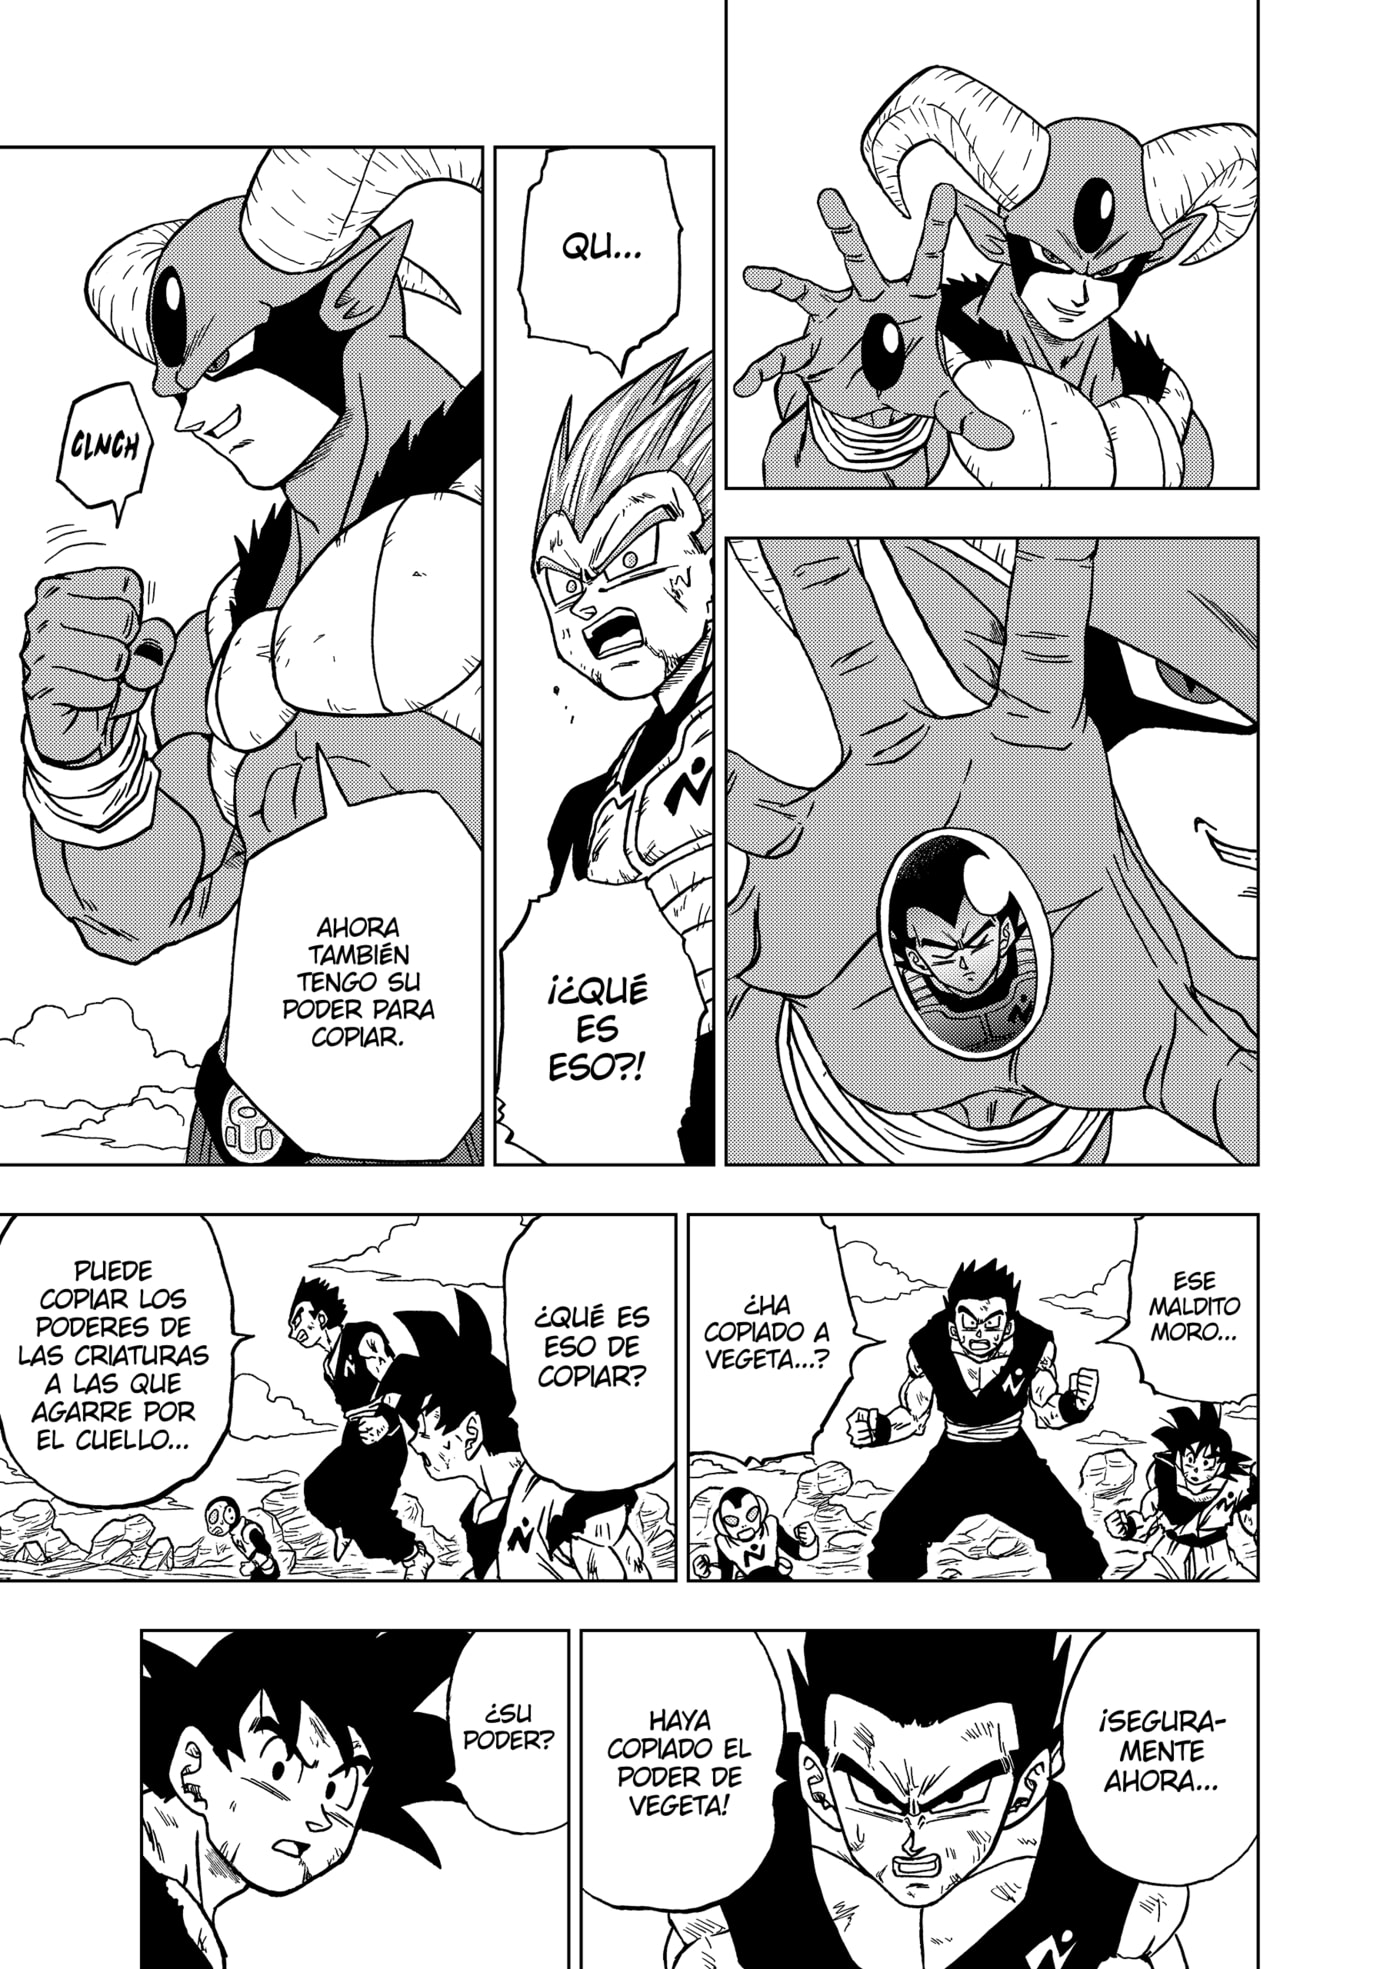 QU...
¡¿QUÉ
ES
ESO?!
CLNCH
AHORA
TAMBIÉN
TENGO SU
PODER PARA
COPIAR.
ESE
MALDITO
MORO...
¿HA
COPIADO A
VEGETA...?
¿QUÉ ES
ESO DE
COPIAR?
PUEDE
COPIAR LOS
PODERES DE
LAS CRIATURAS
A LAS QUE
AGARRE POR
EL CUELLO...
¡SEGURA-
MENTE
AHORA...
HAYA
COPIADO EL
PODER DE
VEGETA!
¿SU
PODER?